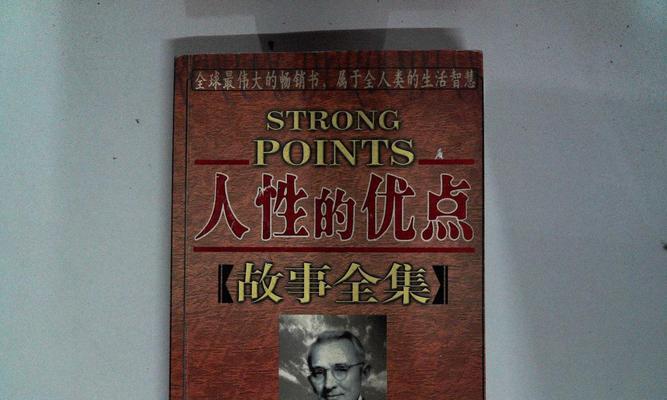 全球最伟大的畅销书，属于全人类的生活智慧
STRONG
POINTS
人性的优点
【故事全集】